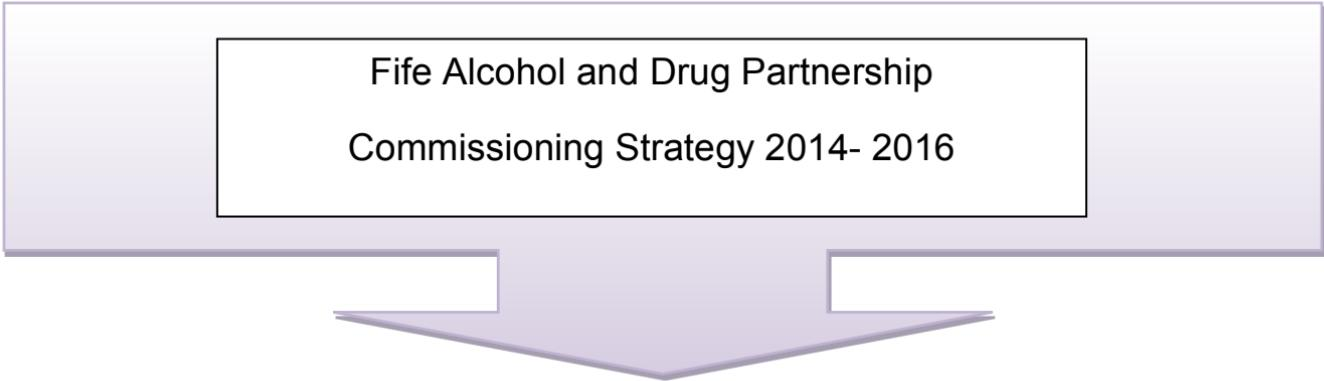 Fife Alcohol and Drug Partnership
Commissioning Strategy 2014- 2016